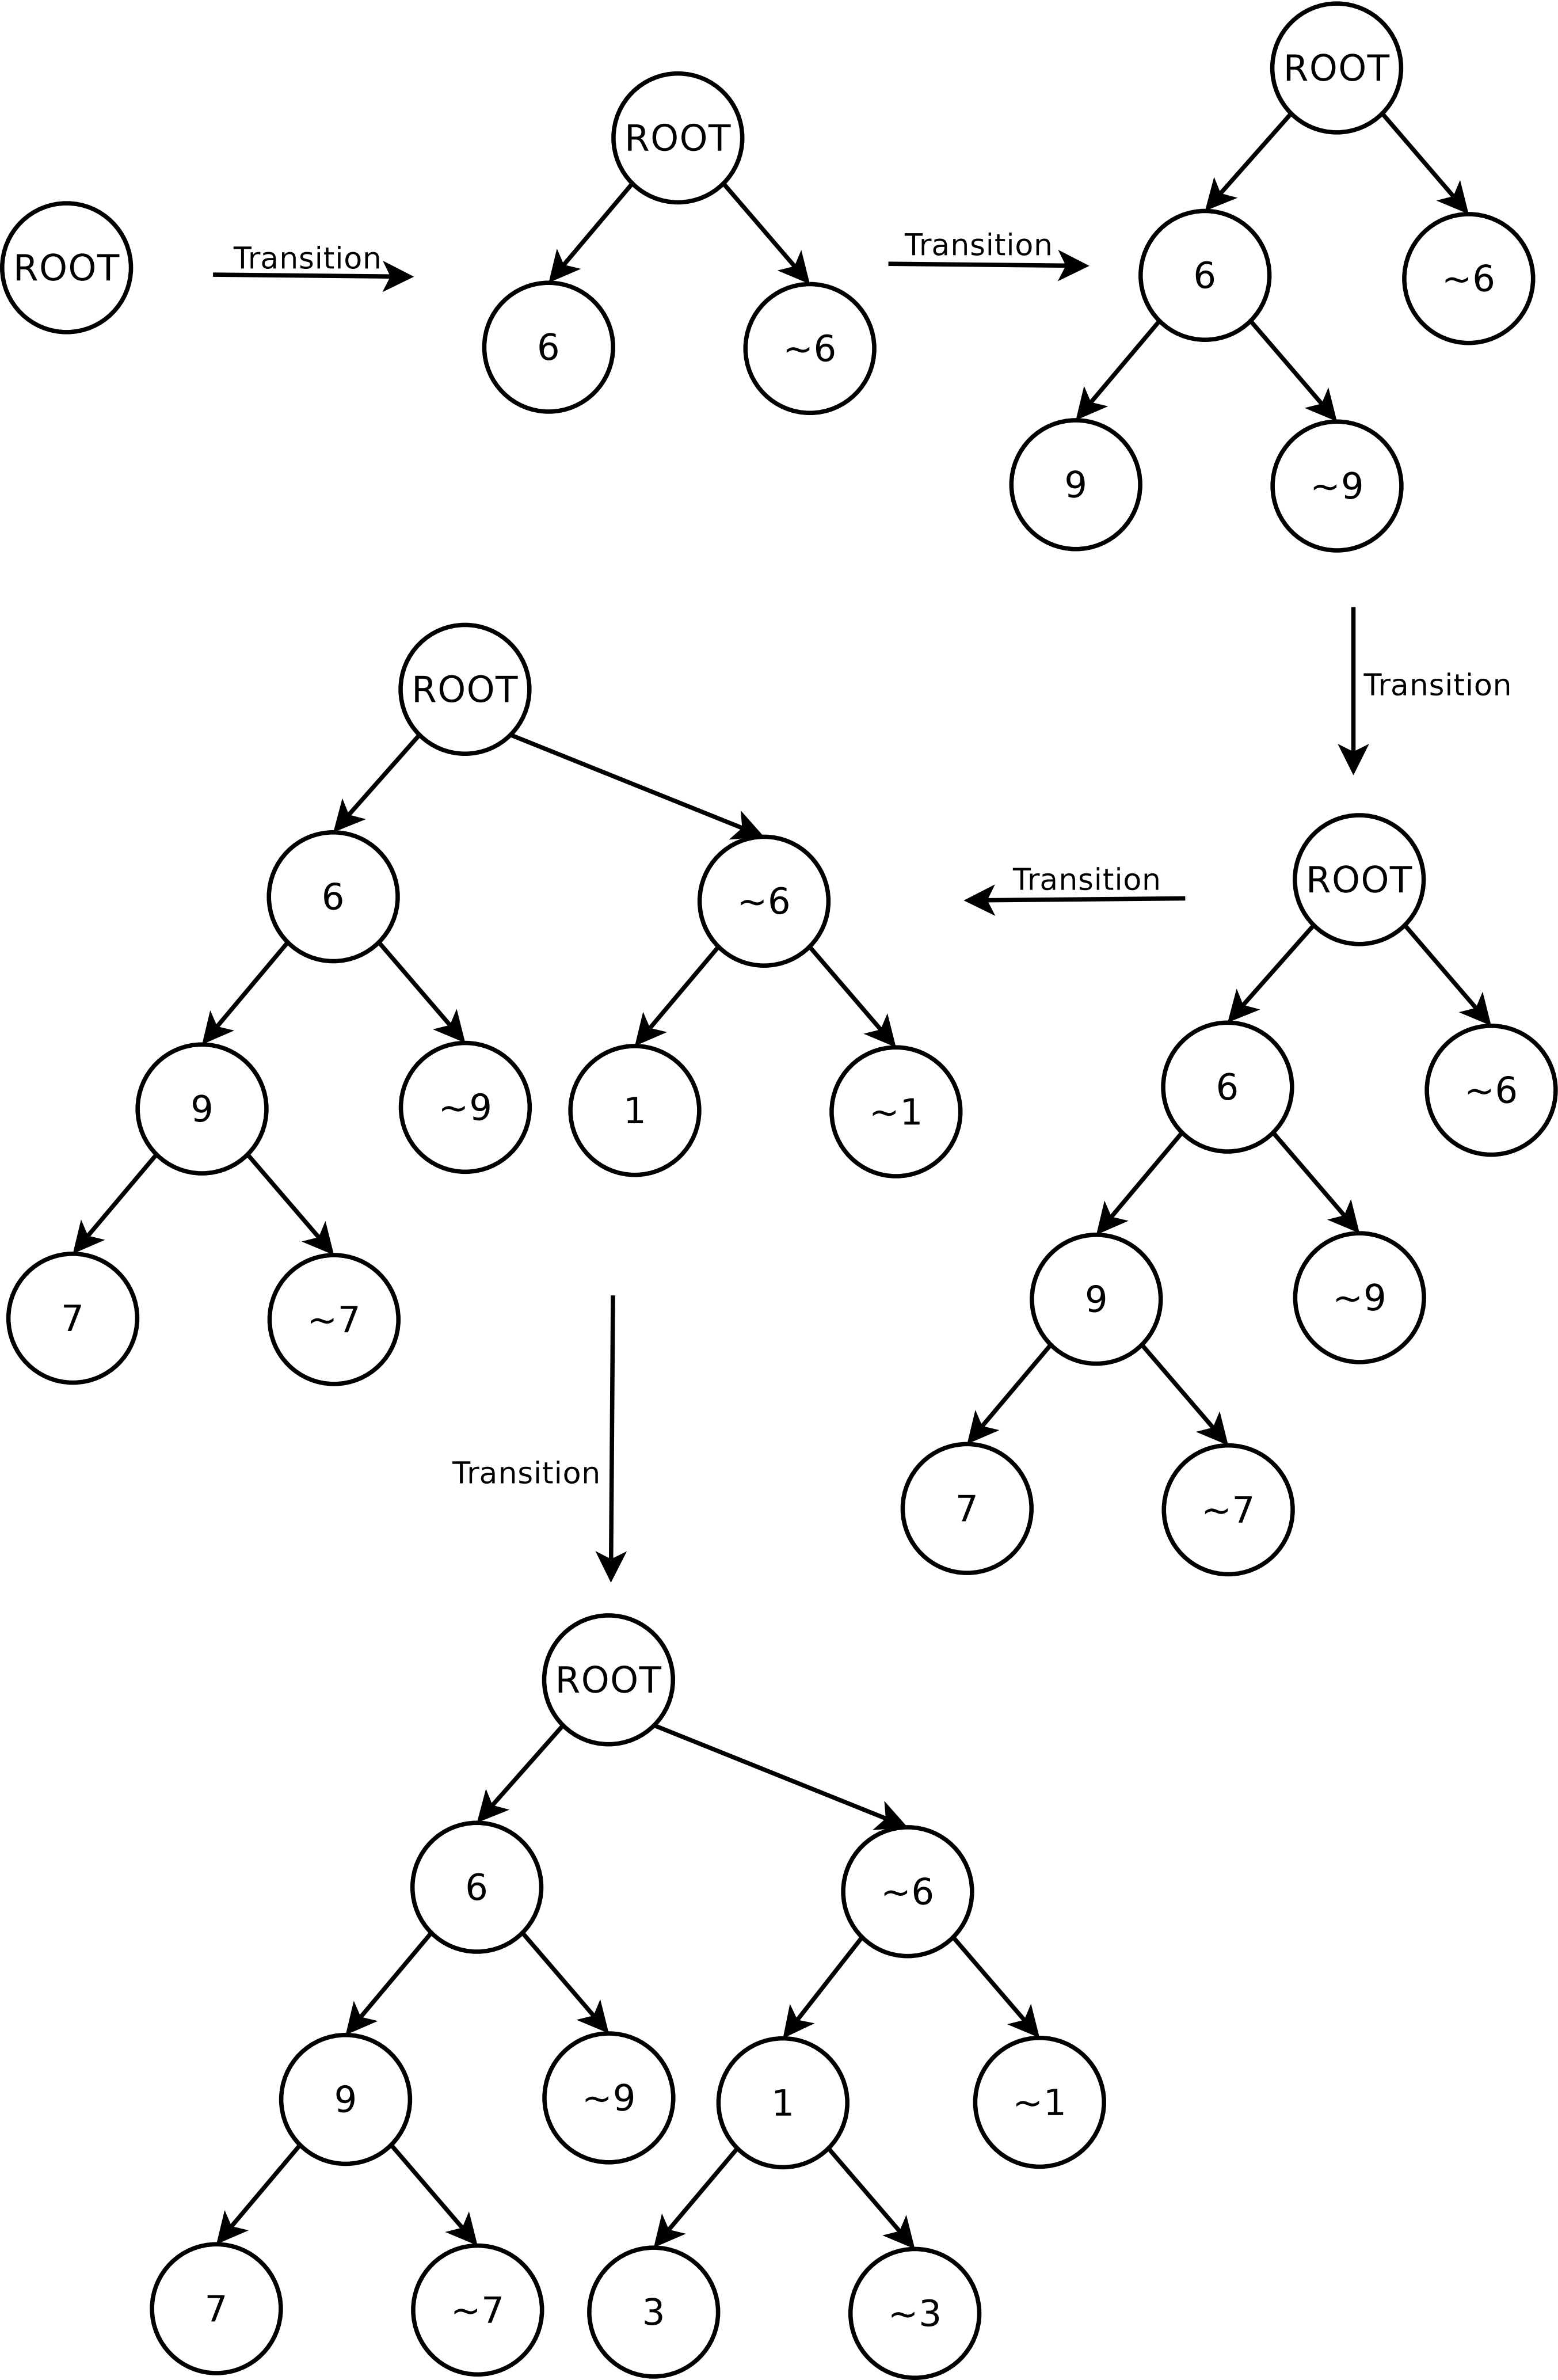 ROOT
Transition
ROOT
6
~6
Transition
ROOT
6
~6
9
~9
Transition
ROOT
6
~6
9
~9
7
~7
Transition
ROOT
6
~6
9
~9
1
~1
7
~7
Transition
ROOT
6
~6
9
~9
1
~1
7
~7
3
~3